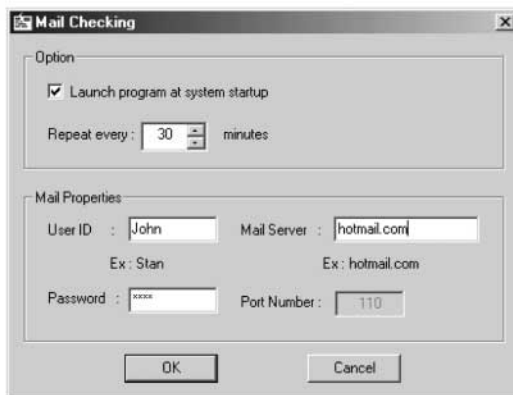 Mail Checking
Option
Launch program at system startup
Repeat every : 30 minutes
Mail Properties
User ID : John Mail Server : hotmail.com
Ex : Stan Ex : hotmail.com
Password : **** Port Number : 110
OK Cancel